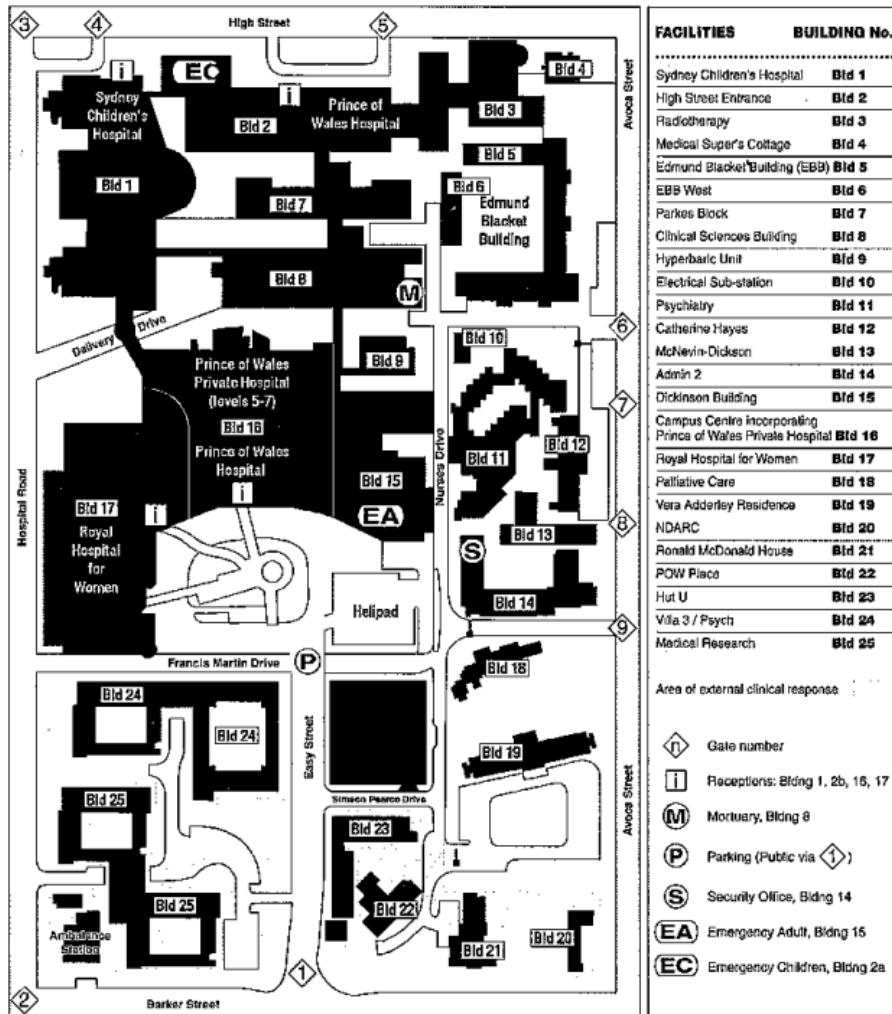 High Street
3
4
5
i
EC
Bld 4
Sydney
Children's
Hospital
i
Prince of
Wales Hospital
Bld 2
Bld 3
Avoca Street
Bld 5
Bld 1
Bld 6
Bld 7
Edmund
Blacket
Building
Bld 8
M
6
Delivery Drive
Bld 10
Prince of Wales
Private Hospital
(levels 5-7)
Bld 9
7
Bld 16
Prince of Wales
Hospital
Nurses Drive
Bld 11
Bld 12
Bld 15
Hospital Road
Bld 17
i
i
Royal
Hospital
for
Women
EA
8
Bld 13
S
Helipad
Bld 14
9
Francis Martin Drive
P
Bld 18
Bld 24
Bld 24
Easy Street
Bld 19
Avoca Street
Bld 25
Simson Pearce Drive
Bld 23
Bld 25
Bld 22
Ambulance
Station
Bld 21
Bld 20
1
2
Barker Street
FACILITIES BUILDING No.
Sydney Children's Hospital Bld 1
High Street Entrance Bld 2
Radiotherapy Bld 3
Medical Super's Cottage Bld 4
Edmund Blacket Building (EBB) Bld 5
EBB West Bld 6
Parkes Block Bld 7
Clinical Sciences Building Bld 8
Hyperbaric Unit Bld 9
Electrical Sub-station Bld 10
Psychiatry Bld 11
Catherine Hayes Bld 12
McNevin-Dickson Bld 13
Admin 2 Bld 14
Dickinson Building Bld 15
Campus Centre incorporating
Prince of Wales Private Hospital Bld 16
Royal Hospital for Women Bld 17
Palliative Care Bld 18
Vera Adderley Residence Bld 19
NDARC Bld 20
Ronald McDonald House Bld 21
POW Place Bld 22
Hut U Bld 23
Villa 3 / Psych Bld 24
Medical Research Bld 25
Area of external clinical response
n Gate number
i Receptions: Bldng 1, 2b, 16, 17
M Mortuary, Bldng 8
P Parking (Public via 1)
S Security Office, Bldng 14
EA Emergency Adult, Bldng 15
EC Emergency Children, Bldng 2a